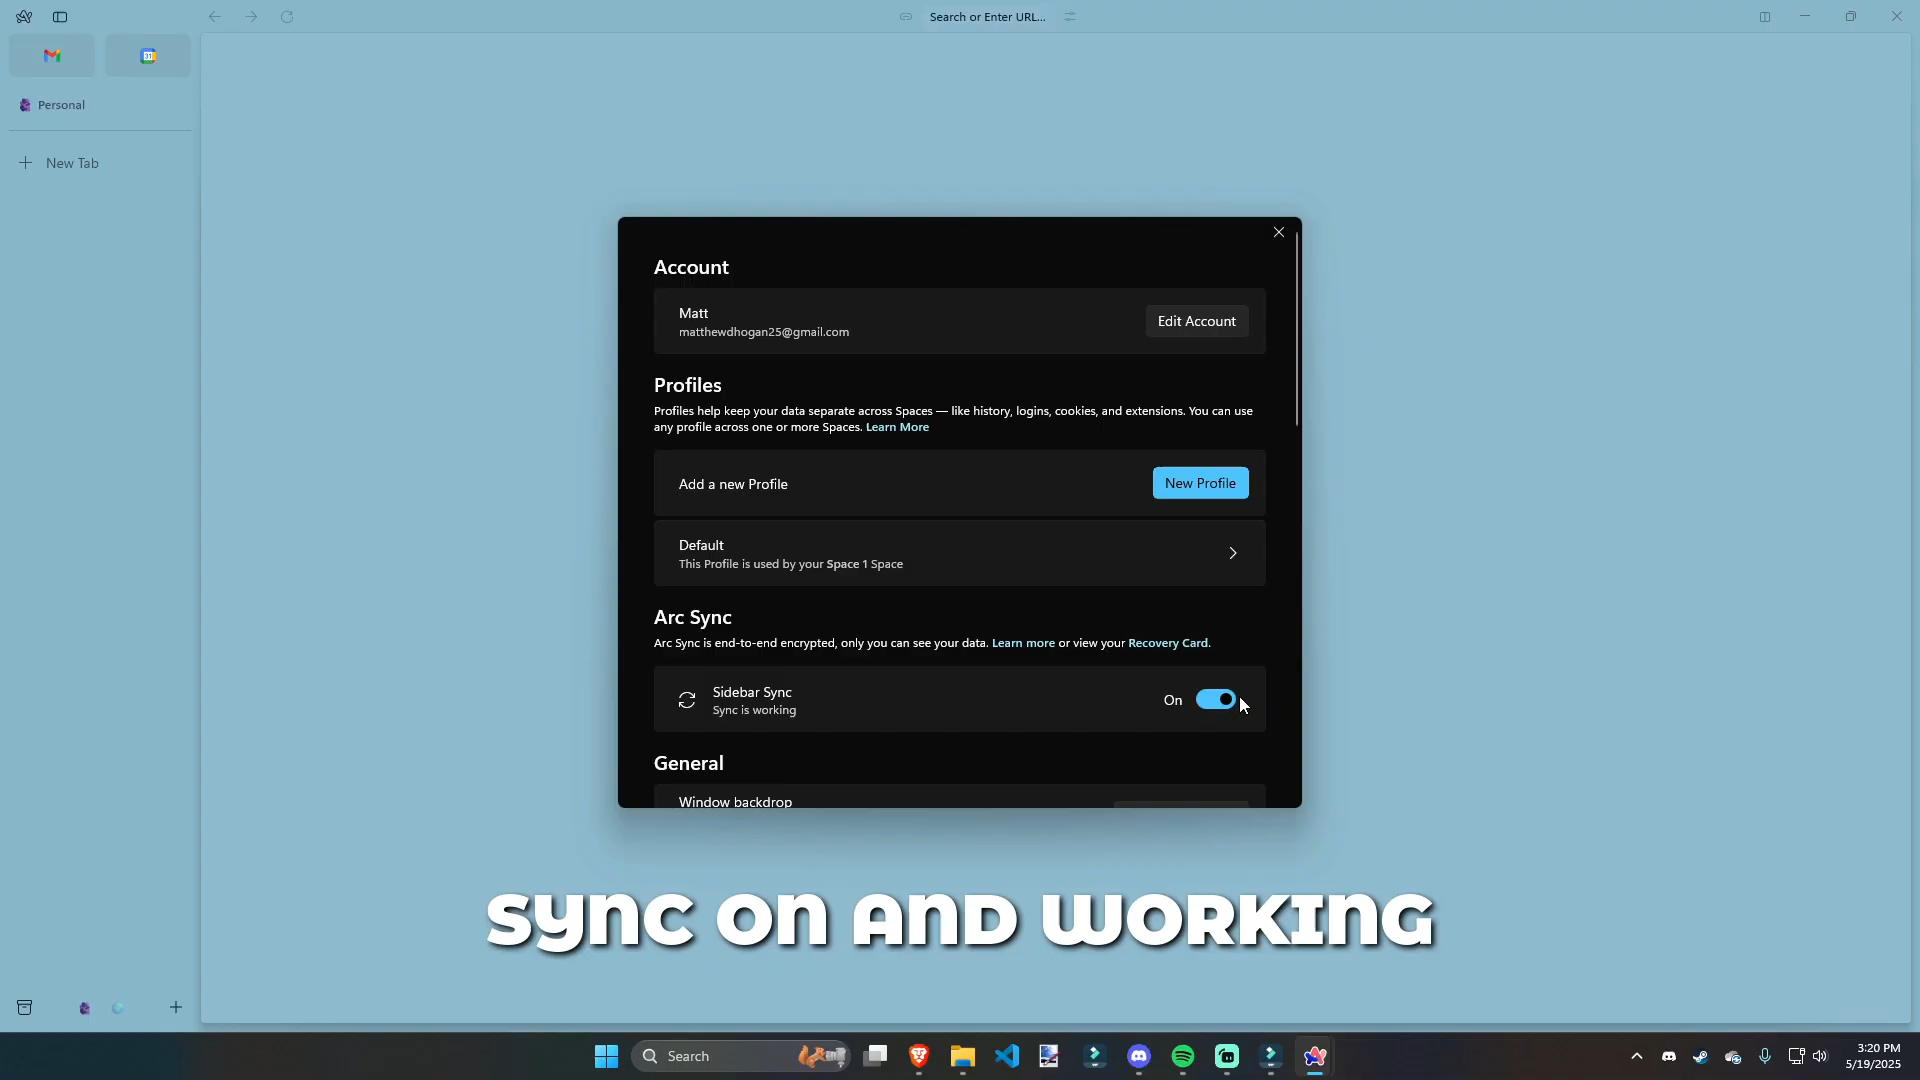 Search or Enter URL...
31
Personal
New Tab
Account
Matt
matthewdhogan25@gmail.com
Edit Account
Profiles
Profiles help keep your data separate across Spaces — like history, logins, cookies, and extensions. You can use
any profile across one or more Spaces. Learn More
Add a new Profile
New Profile
Default
This Profile is used by your Space 1 Space
Arc Sync
Arc Sync is end-to-end encrypted, only you can see your data. Learn more or view your Recovery Card.
Sidebar Sync
Sync is working
On
General
Window backdrop
SYNC ON AND WORKING
Search
3:20 PM
5/19/2025